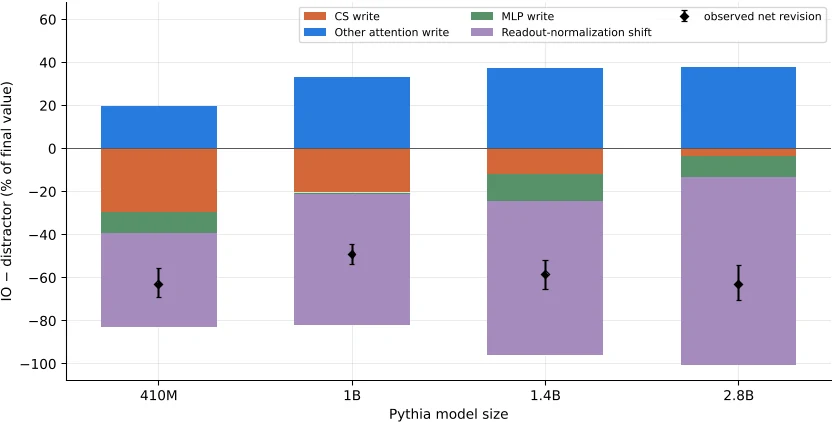 CS write
Other attention write
MLP write
Readout-normalization shift
observed net revision
IO − distractor (% of final value)
60
40
20
0
−20
−40
−60
−80
−100
410M
1B
1.4B
2.8B
Pythia model size